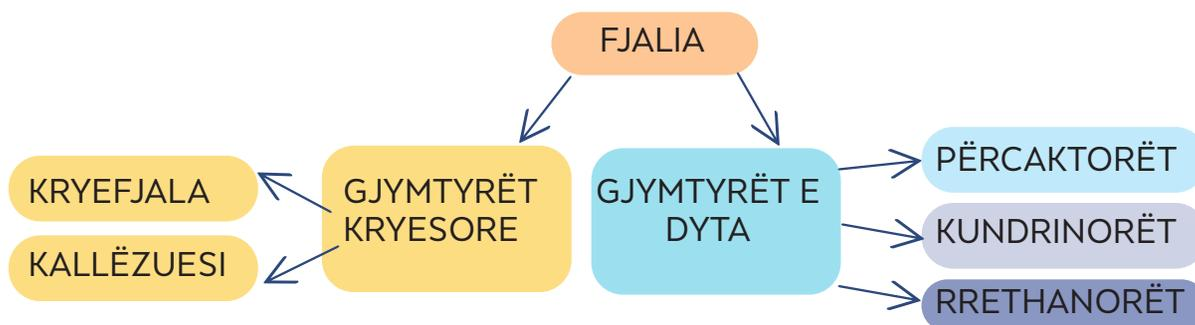 FJALIA
KRYEFJALA
KALLËZUESI
GJYMTYRËT
KRYESORE
GJYMTYRËT E
DYTA
PËRCAKTORËT
KUNDRINORËT
RRETHANORËT